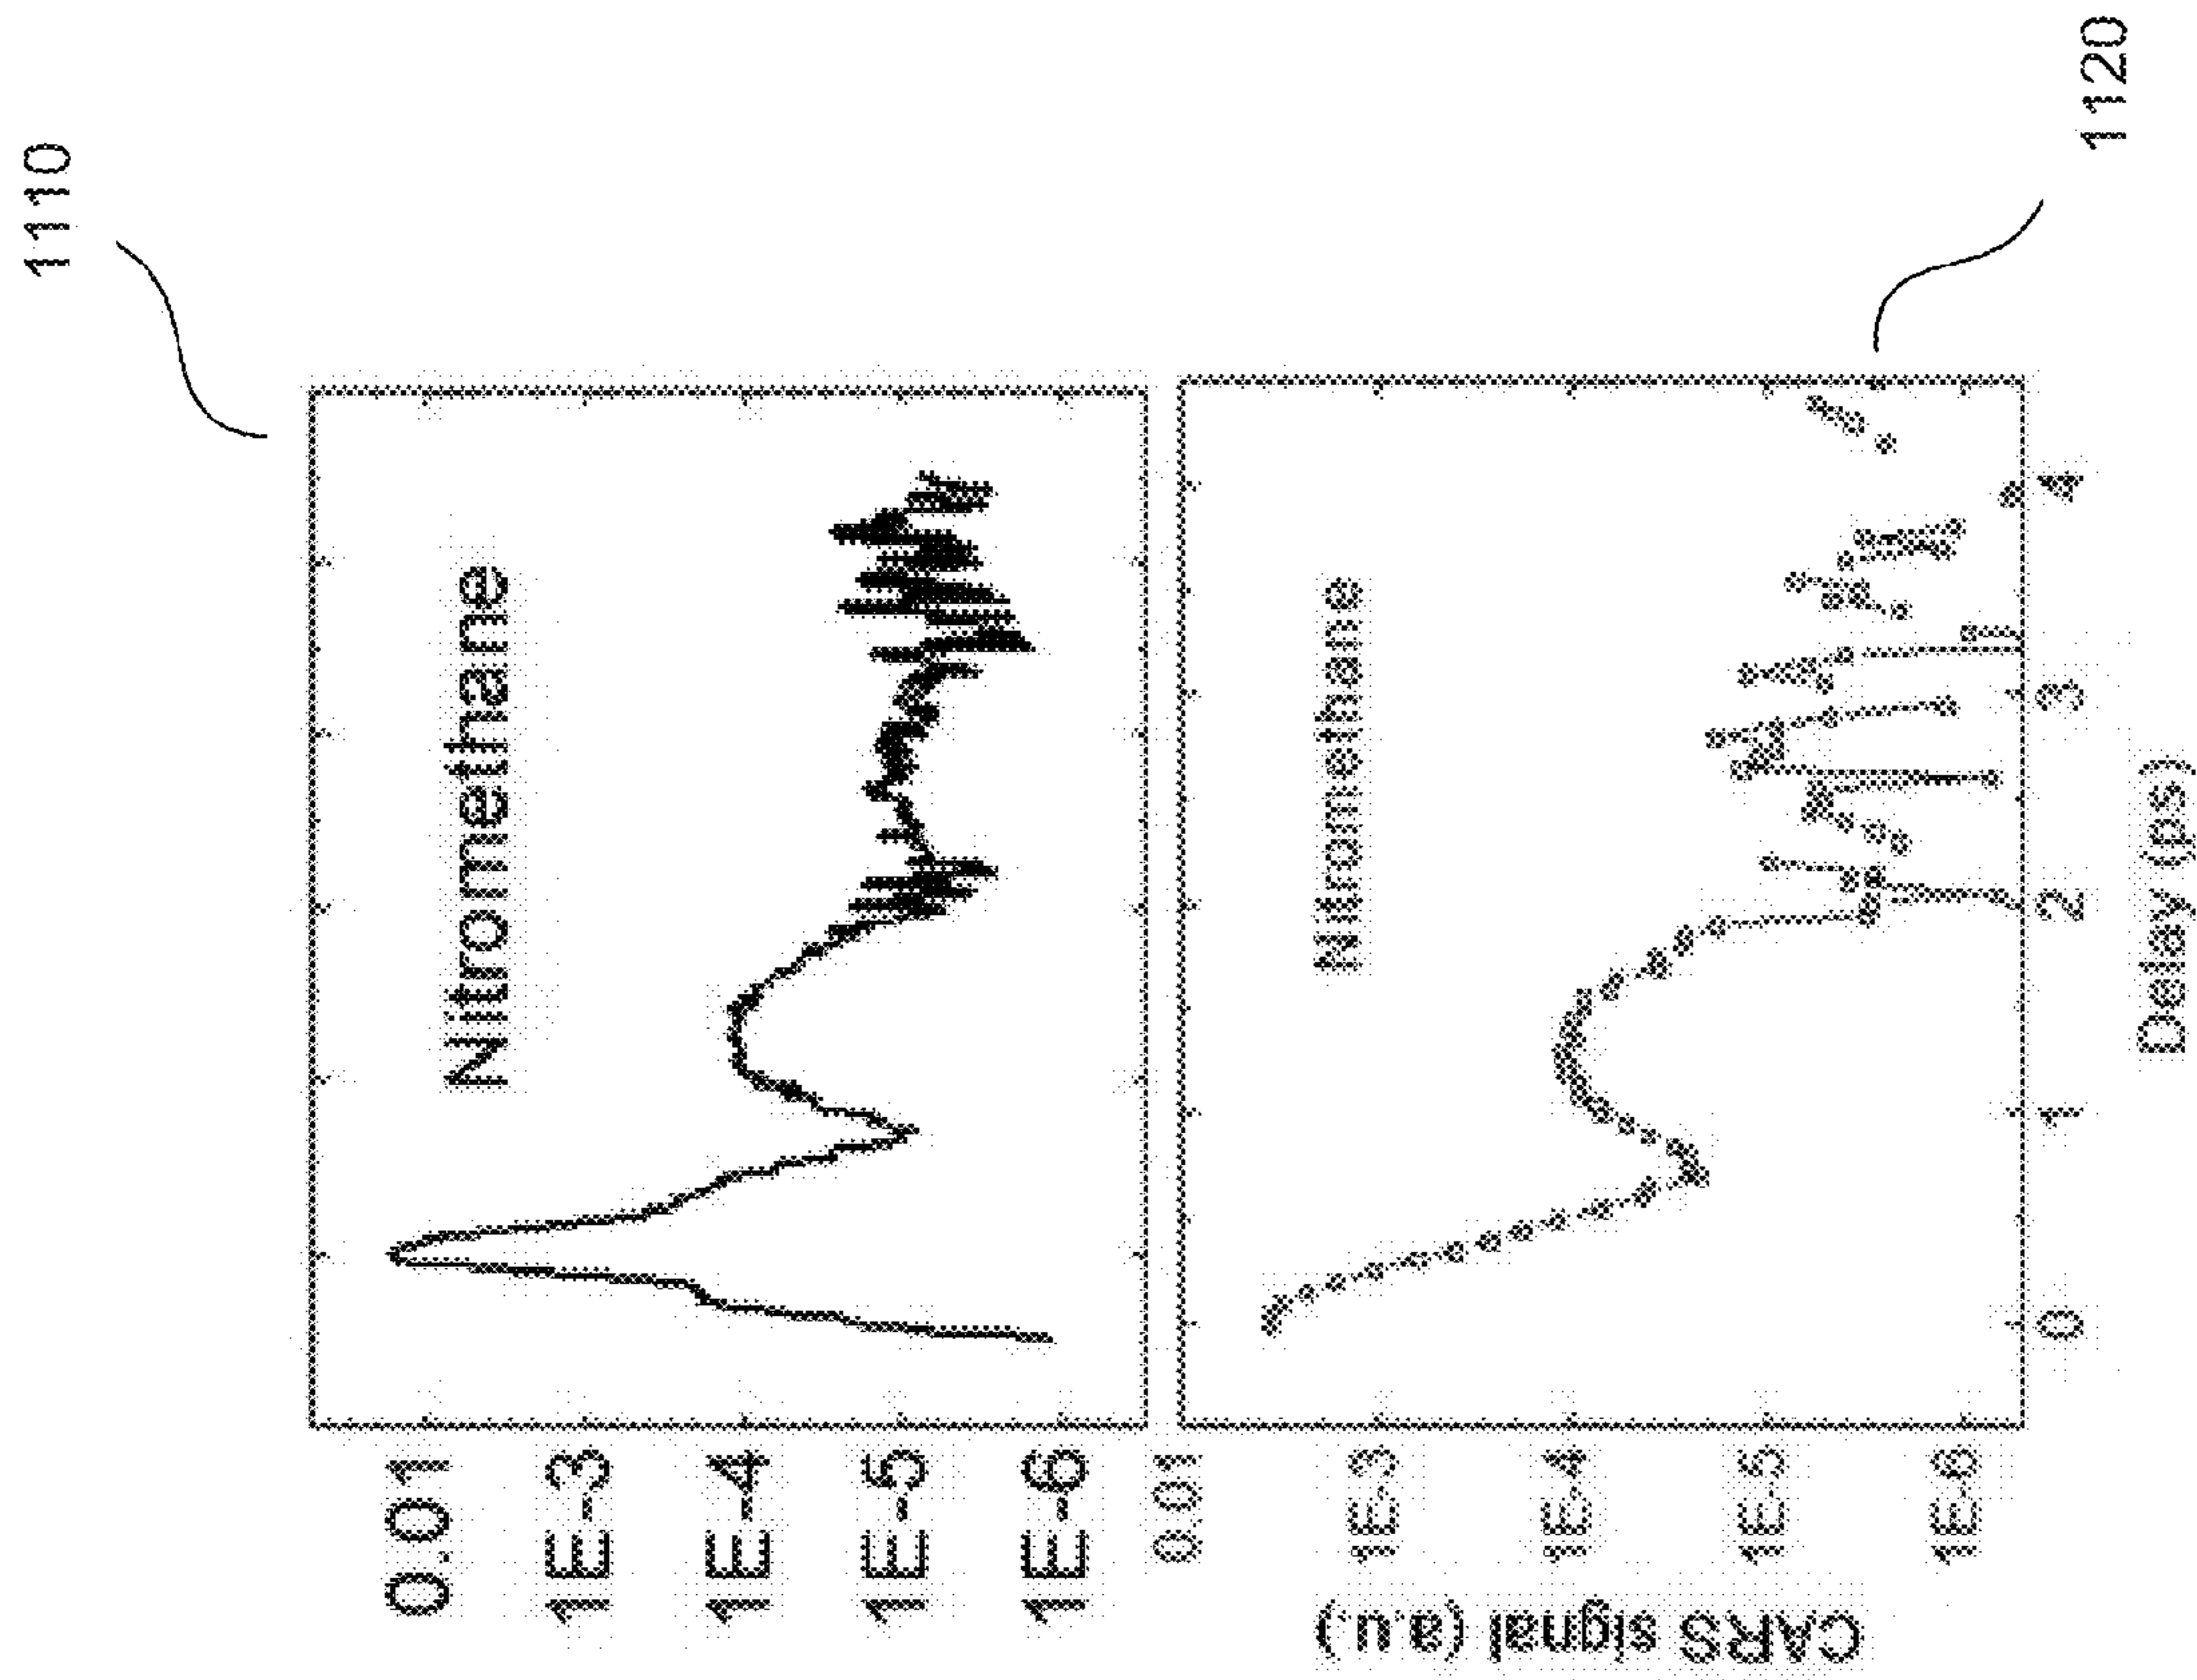 1110
Nitromethane
0.01
1E-3
1E-4
1E-5
1E-6
Nitromethane
0.01
1E-3
1E-4
1E-5
1E-6
CARS signal (a.u.)
0 1 2 3 4
Delay (ps)
1120